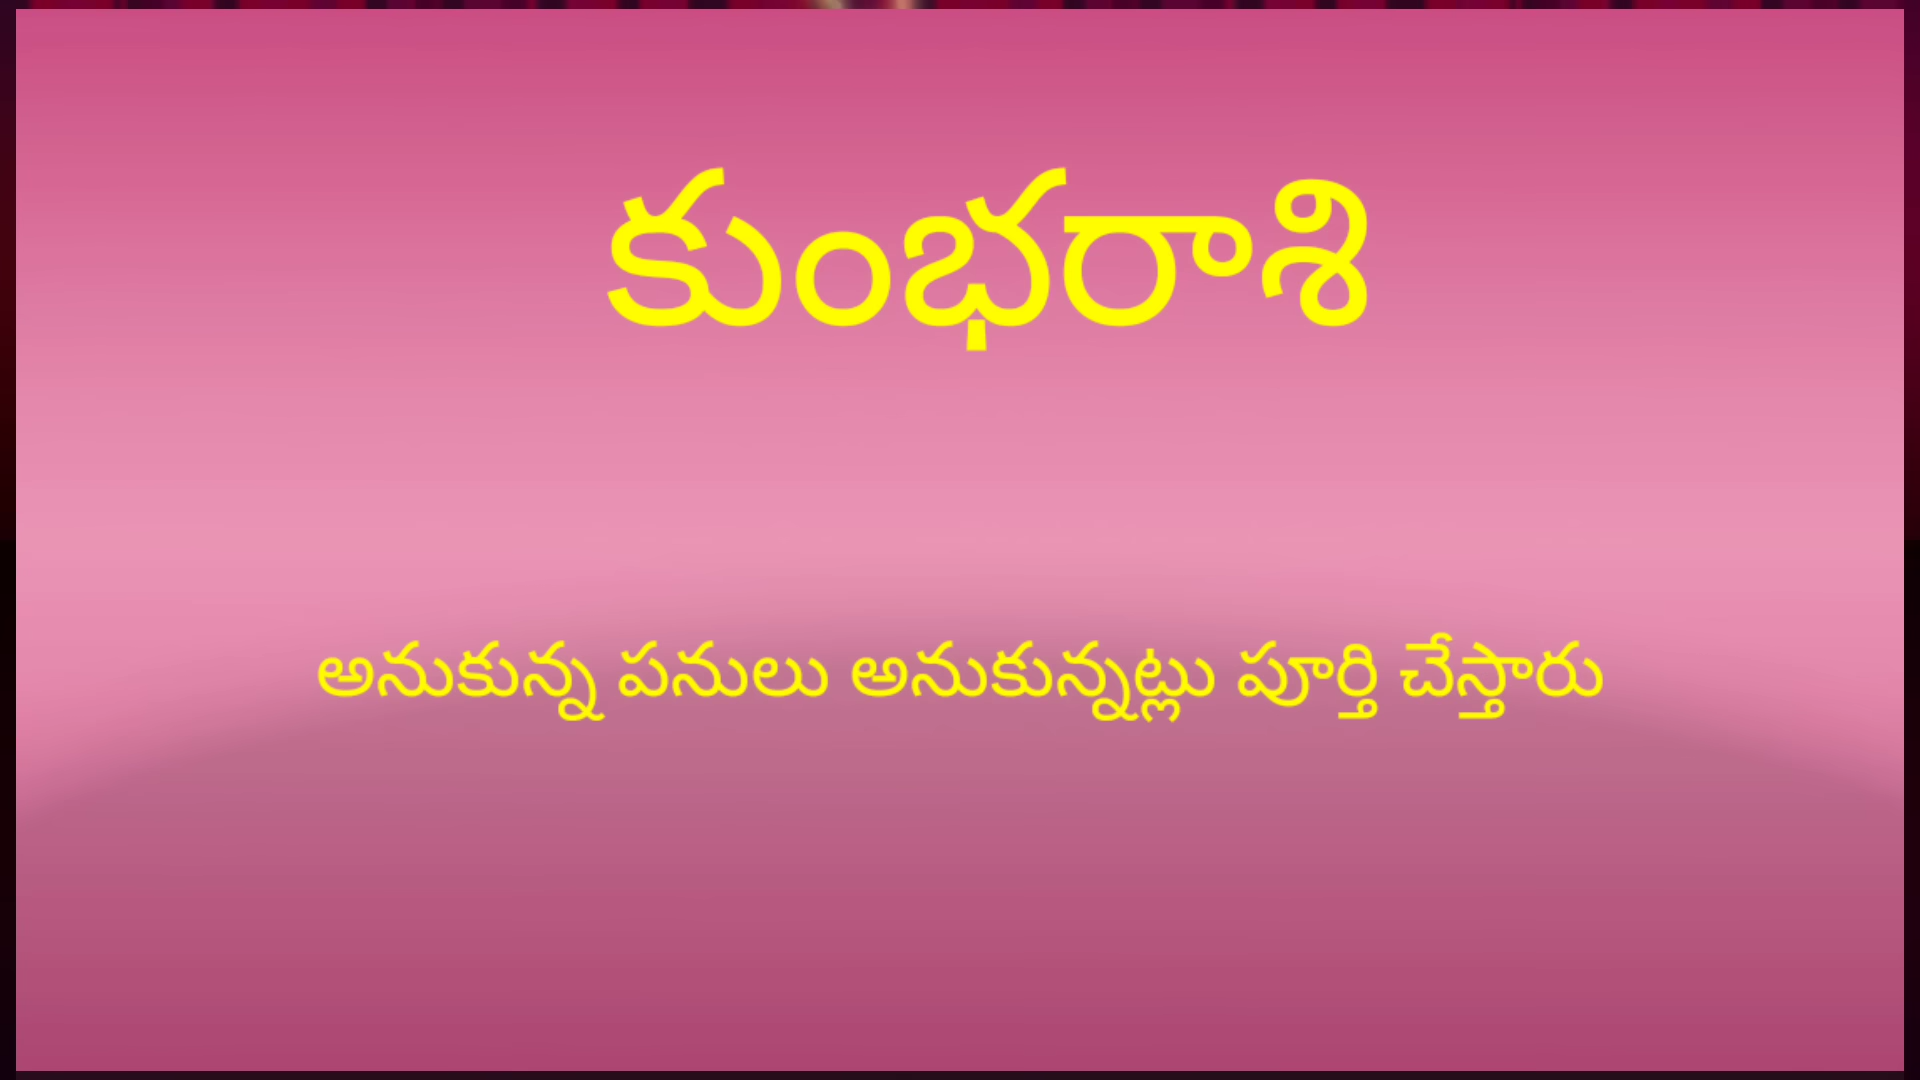 కుంభరాశి
అనుకున్న పనులు అనుకున్నట్లు పూర్తి చేస్తారు